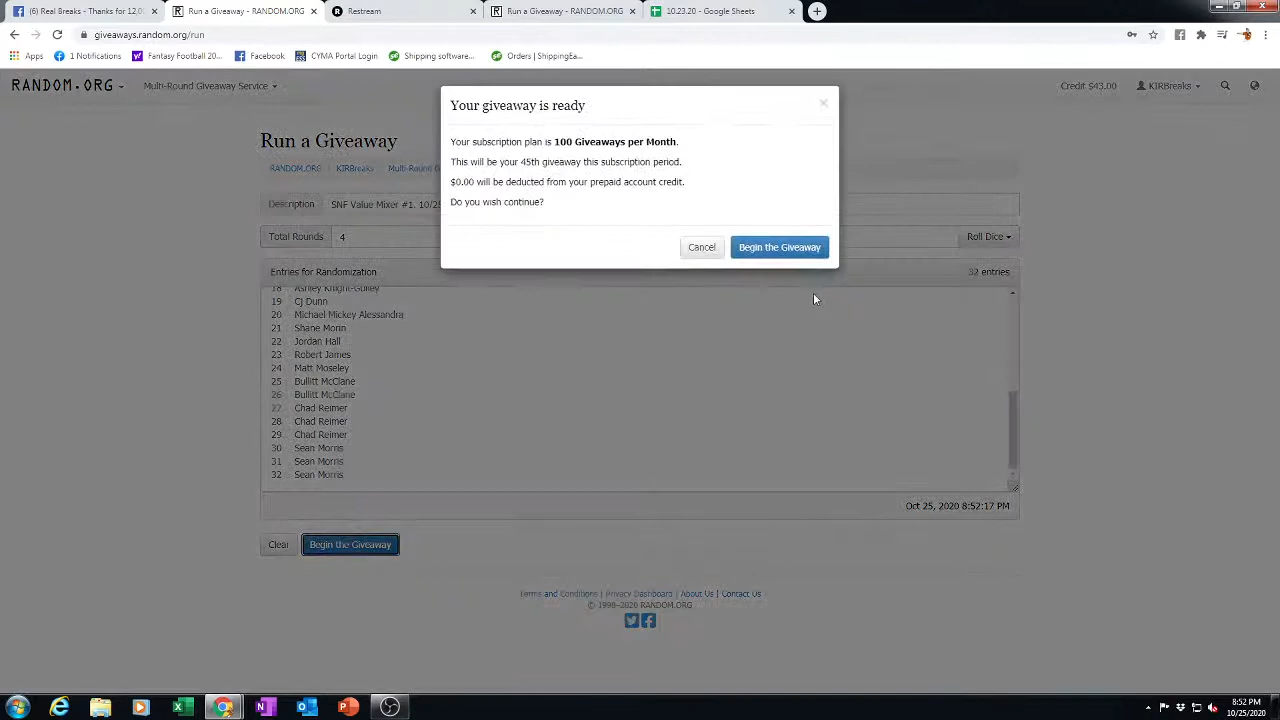 (6) Real Breaks - Thanks for 12,0
Run a Giveaway - RANDOM.ORG
Restream
Run a Giveaway - RANDOM.ORG
10.23.20 - Google Sheets
giveaways.random.org/run
Apps
1 Notifications
Fantasy Football 20...
Facebook
CYMA Portal Login
Shipping software...
Orders | ShippingEa...
RANDOM.ORG
Multi-Round Giveaway Service
Credit $43.00
KIRBreaks
Your giveaway is ready
Your subscription plan is 100 Giveaways per Month.
This will be your 45th giveaway this subscription period.
$0.00 will be deducted from your prepaid account credit.
Do you wish continue?
Cancel
Begin the Giveaway
Run a Giveaway
RANDOM.ORG
KIRBreaks
Multi-Round
Description
SNF Value Mixer #1. 10/25
Total Rounds
4
Roll Dice
Entries for Randomization
32 entries
18 Ashley Knight-Gulley
19 CJ Dunn
20 Michael Mickey Alessandra
21 Shane Morin
22 Jordan Hall
23 Robert James
24 Matt Moseley
25 Bullitt McClane
26 Bullitt McClane
27 Chad Reimer
28 Chad Reimer
29 Chad Reimer
30 Sean Morris
31 Sean Morris
32 Sean Morris
Oct 25, 2020 8:52:17 PM
Clear
Begin the Giveaway
Terms and Conditions | Privacy Dashboard | About Us | Contact Us
© 1998–2020 RANDOM.ORG
8:52 PM
10/25/2020